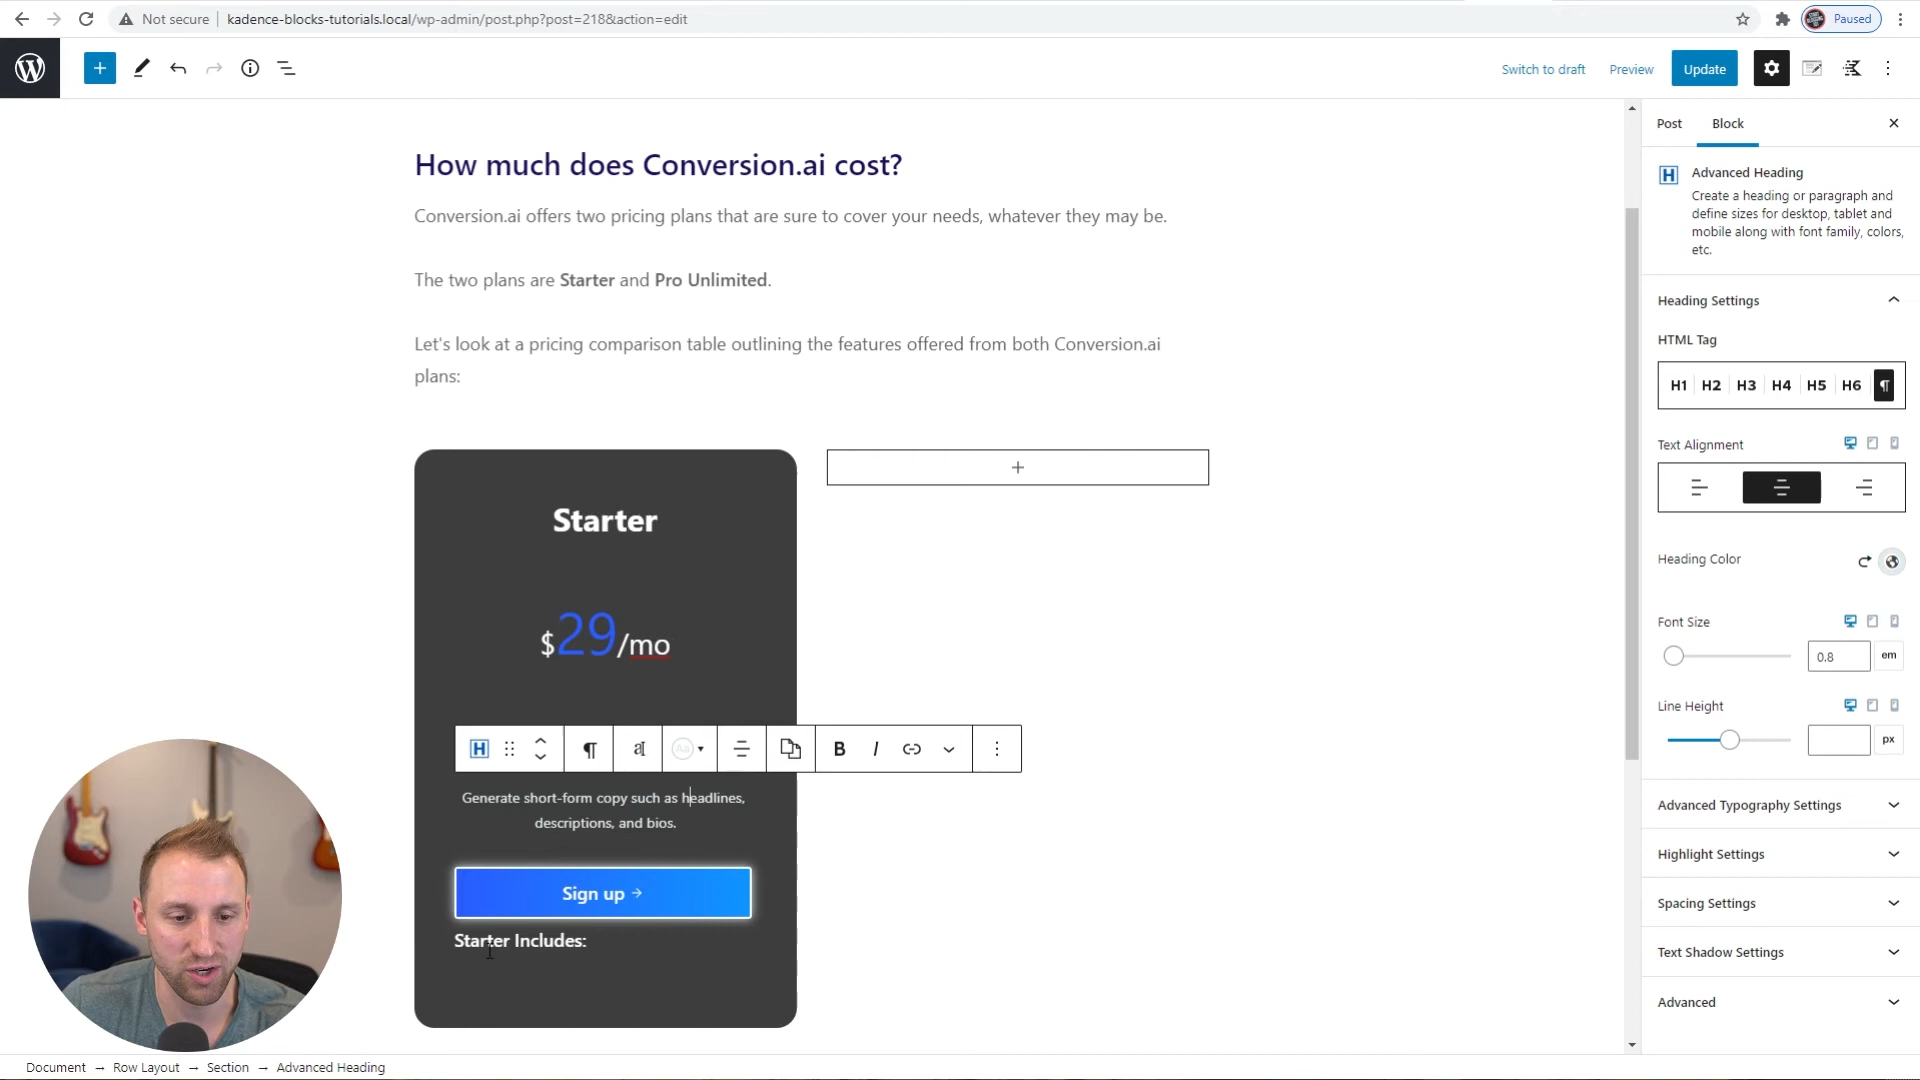 Not secure
kadence-blocks-tutorials.local/wp-admin/post.php?post=218&action=edit
Paused
Switch to draft
Preview
Update
Post
Block
Advanced Heading
Create a heading or paragraph and
define sizes for desktop, tablet and
mobile along with font family, colors,
etc.
Heading Settings
HTML Tag
H1 H2 H3 H4 H5 H6 ¶
Text Alignment
Heading Color
Font Size
0.8
em
Line Height
px
Advanced Typography Settings
Highlight Settings
Spacing Settings
Text Shadow Settings
Advanced
How much does Conversion.ai cost?
Conversion.ai offers two pricing plans that are sure to cover your needs, whatever they may be.
The two plans are Starter and Pro Unlimited.
Let's look at a pricing comparison table outlining the features offered from both Conversion.ai
plans:
Starter
$29/mo
H ¶ B I
Generate short-form copy such as headlines,
descriptions, and bios.
Sign up →
Starter Includes:
Document → Row Layout → Section → Advanced Heading